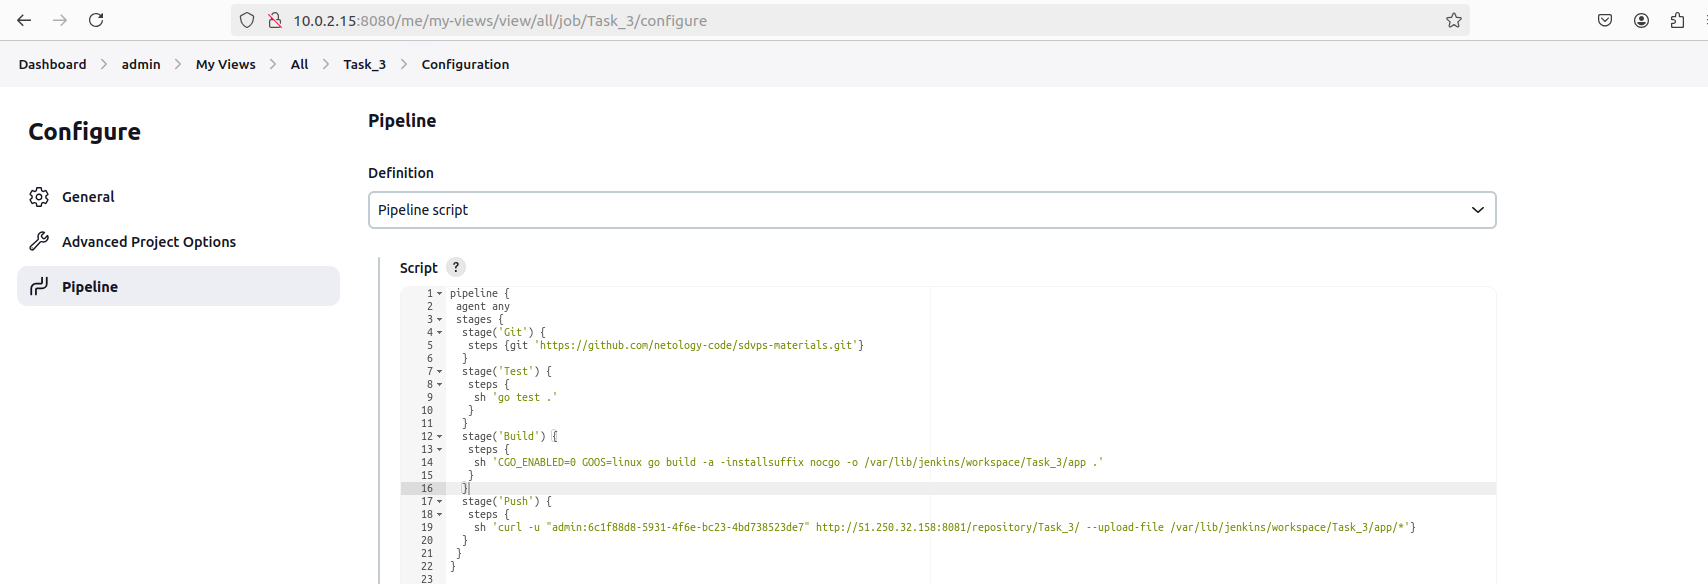 10.0.2.15:8080/me/my-views/view/all/job/Task_3/configure
Dashboard > admin > My Views > All > Task_3 > Configuration
Configure
General
Advanced Project Options
Pipeline
Pipeline
Definition
Pipeline script
Script ?
1 pipeline {
2 agent any
3 stages {
4 stage('Git') {
5 steps {git 'https://github.com/netology-code/sdvps-materials.git'}
6 }
7 stage('Test') {
8 steps {
9 sh 'go test .'
10 }
11 }
12 stage('Build') {
13 steps {
14 sh 'CGO_ENABLED=0 GOOS=linux go build -a -installsuffix nocgo -o /var/lib/jenkins/workspace/Task_3/app .'
15 }
16 }
17 stage('Push') {
18 steps {
19 sh 'curl -u "admin:6c1f88d8-5931-4f6e-bc23-4bd738523de7" http://51.250.32.158:8081/repository/Task_3/ --upload-file /var/lib/jenkins/workspace/Task_3/app/*'}
20 }
21 }
22 }
23